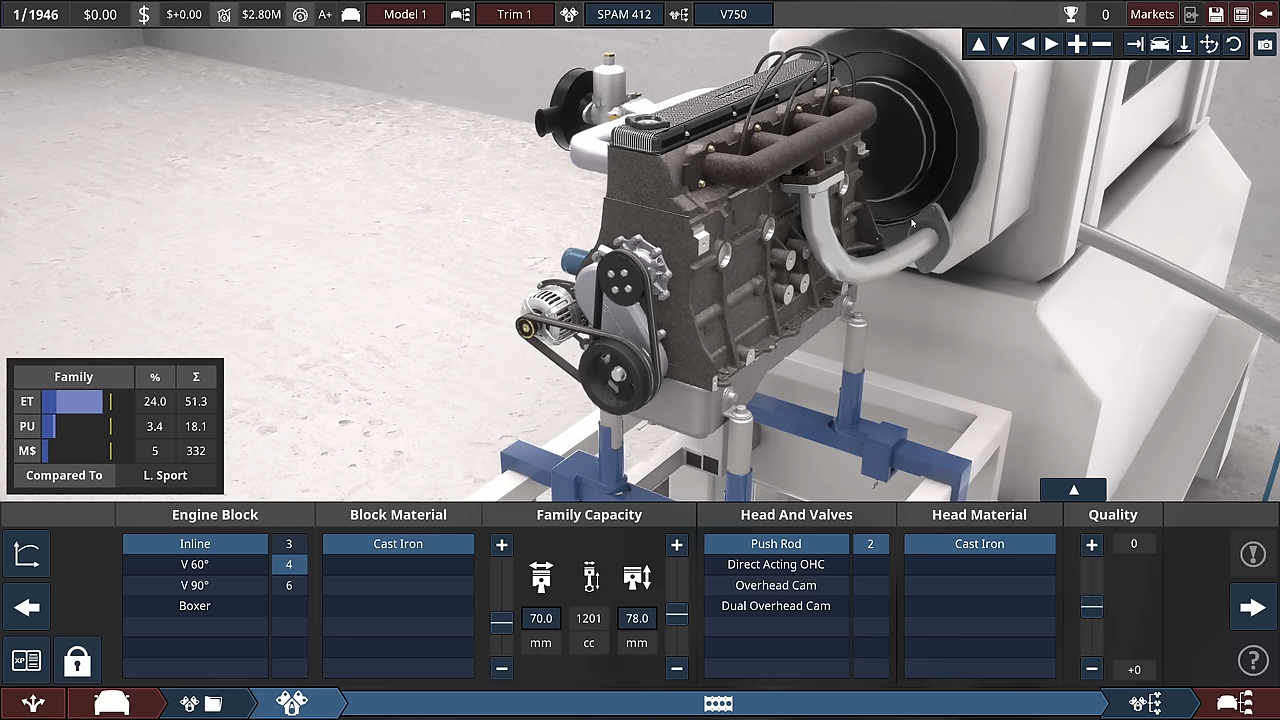 1/1946 $0.00 $ $+0.00 $2.80M A+ Model 1 Trim 1 SPAM 412 V750 0 Markets
Family % Σ
ET 24.0 51.3
PU 3.4 18.1
M$ 5 332
Compared To L. Sport
Engine Block Block Material Family Capacity Head And Valves Head Material Quality
Inline 3 Cast Iron + + Push Rod 2 Cast Iron + 0
V 60° 4 Direct Acting OHC
V 90° 6 Overhead Cam
Boxer Dual Overhead Cam
70.0 1201 78.0
mm cc mm
XP +0